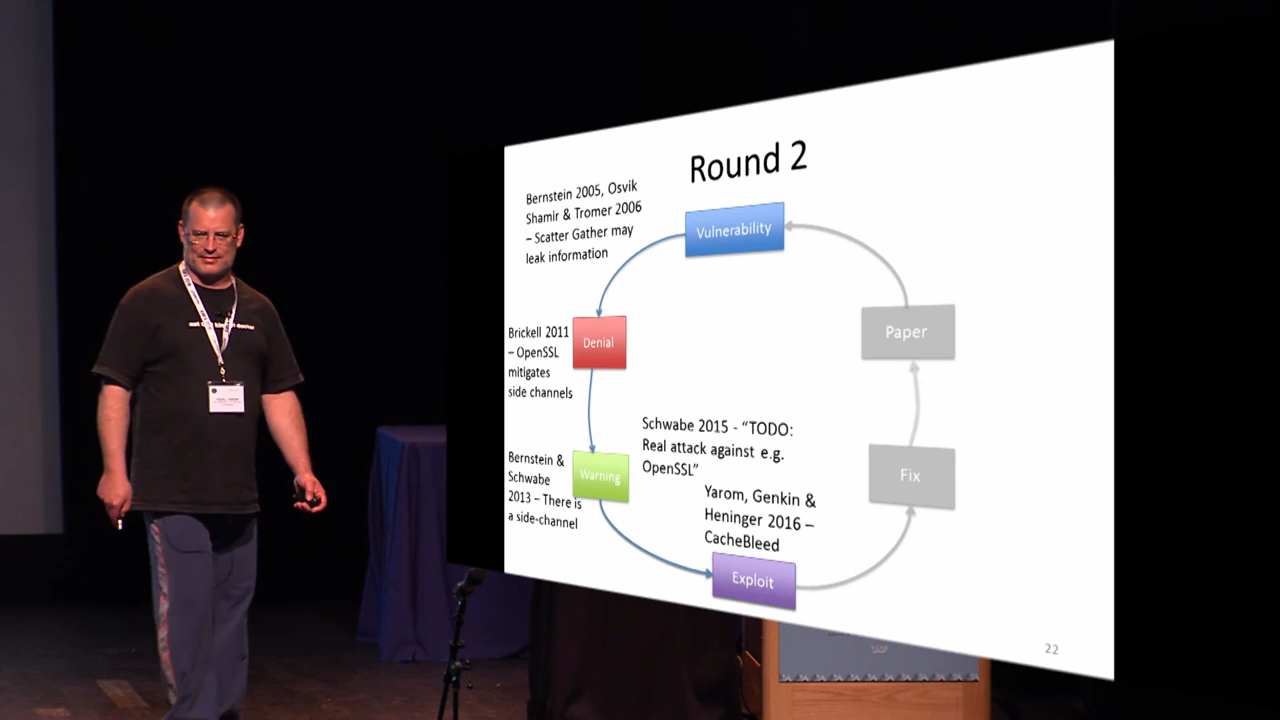 Round 2
Bernstein 2005, Osvik
Shamir & Tromer 2006
– Scatter Gather may
leak information
Vulnerability
Brickell 2011
– OpenSSL
mitigates
side channels
Denial
Paper
Schwabe 2015 - “TODO:
Real attack against e.g.
OpenSSL”
Bernstein &
Schwabe
2013 – There is
a side-channel
Warning
Fix
Yarom, Genkin &
Heninger 2016 –
CacheBleed
Exploit
22